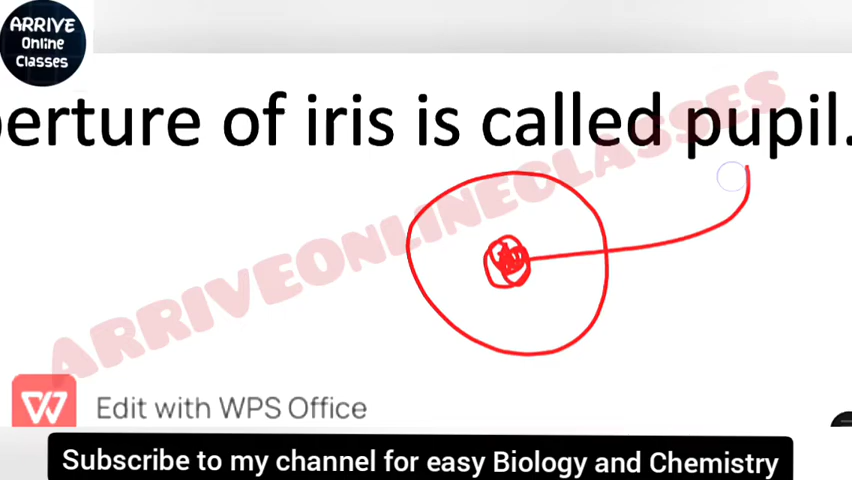 ARRIVE
Online
Classes
perture of iris is called pupil.
ARRIVEONLINECLASSES
Edit with WPS Office
Subscribe to my channel for easy Biology and Chemistry